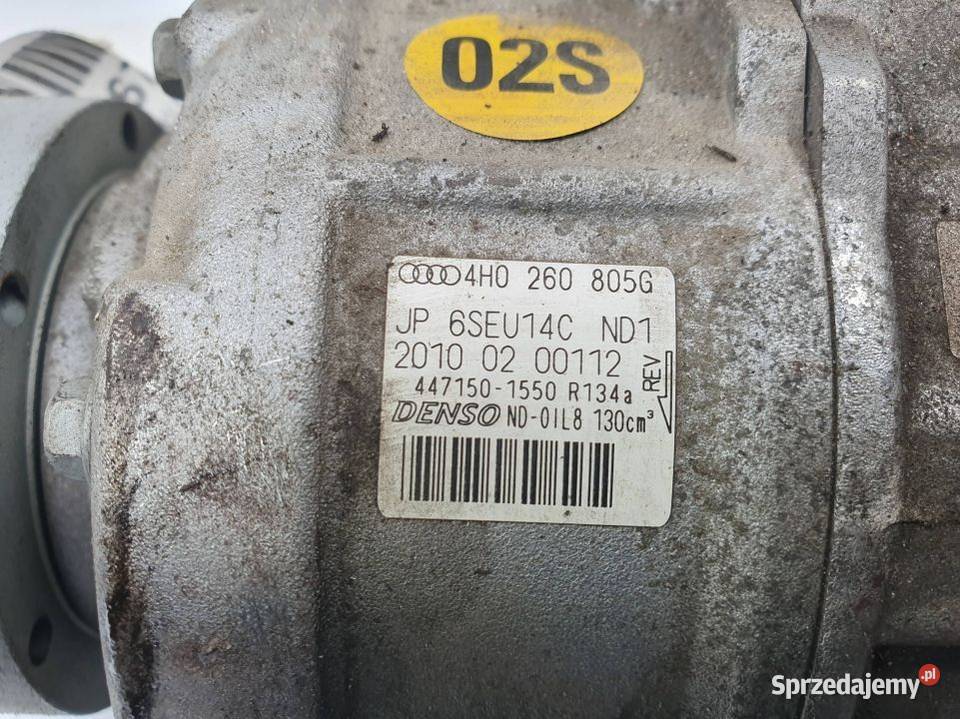 02S
4H0 260 805G
JP 6SEU14C ND1
2010 02 00112
447150-1550 R134a
REV
DENSO ND-OIL8 130cm³
Sprzedajemy.pl